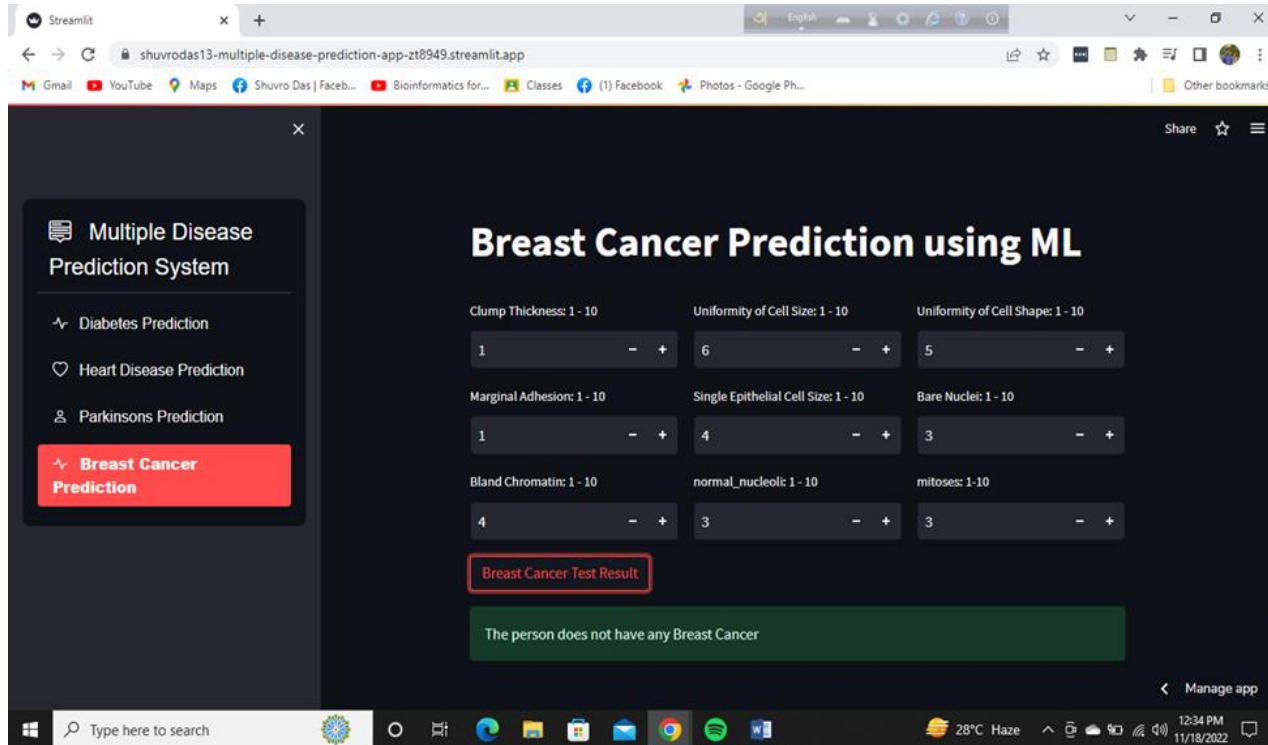 Streamlit
English
shuvrodas13-multiple-disease-prediction-app-zt8949.streamlit.app
Gmail YouTube Maps Shuvro Das | Faceb... Bioinformatics for... Classes (1) Facebook Photos - Google Ph... Other bookmarks
Share
Multiple Disease
Prediction System
Diabetes Prediction
Heart Disease Prediction
Parkinsons Prediction
Breast Cancer
Prediction
Breast Cancer Prediction using ML
Clump Thickness: 1 - 10 Uniformity of Cell Size: 1 - 10 Uniformity of Cell Shape: 1 - 10
1 - + 6 - + 5 - +
Marginal Adhesion: 1 - 10 Single Epithelial Cell Size: 1 - 10 Bare Nuclei: 1 - 10
1 - + 4 - + 3 - +
Bland Chromatin: 1 - 10 normal_nucleoli: 1 - 10 mitoses: 1-10
4 - + 3 - + 3 - +
Breast Cancer Test Result
The person does not have any Breast Cancer
Manage app
Type here to search
28°C Haze
12:34 PM
11/18/2022